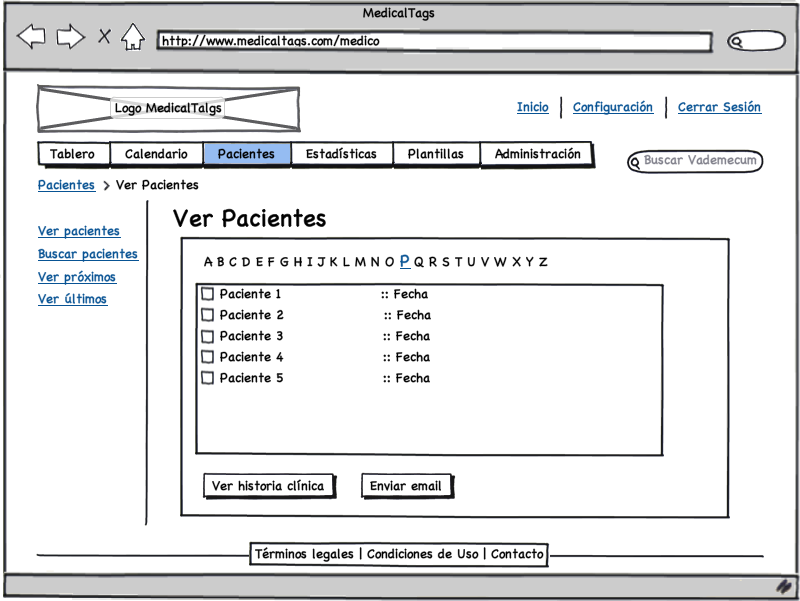 MedicalTags
http://www.medicaltags.com/medico
Logo MedicalTalgs
Inicio | Configuración | Cerrar Sesión
Tablero Calendario Pacientes Estadísticas Plantillas Administración
Buscar Vademecum
Pacientes > Ver Pacientes
Ver pacientes
Buscar pacientes
Ver próximos
Ver últimos
Ver Pacientes
A B C D E F G H I J K L M N O P Q R S T U V W X Y Z
Paciente 1 :: Fecha
Paciente 2 :: Fecha
Paciente 3 :: Fecha
Paciente 4 :: Fecha
Paciente 5 :: Fecha
Ver historia clínica
Enviar email
Términos legales | Condiciones de Uso | Contacto